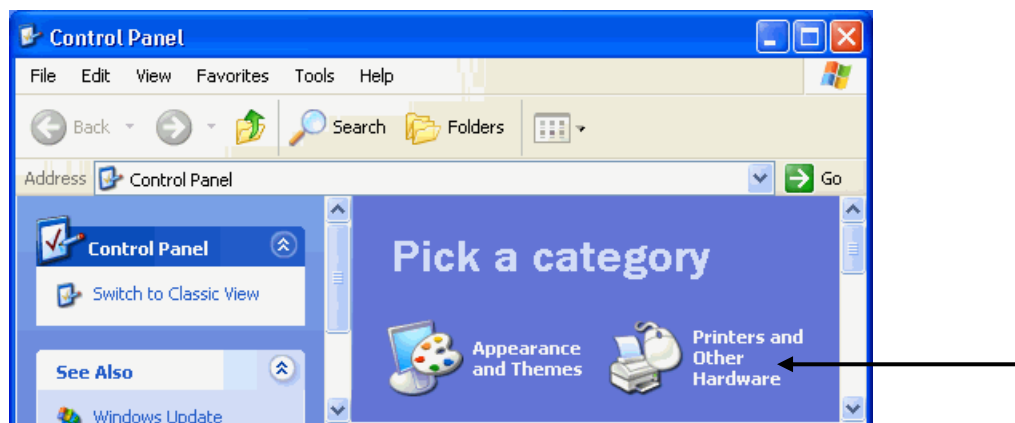 Control Panel
File Edit View Favorites Tools Help
Back Search Folders
Address Control Panel Go
Control Panel
Switch to Classic View
See Also
Windows Update
Pick a category
Appearance
and Themes
Printers and
Other
Hardware